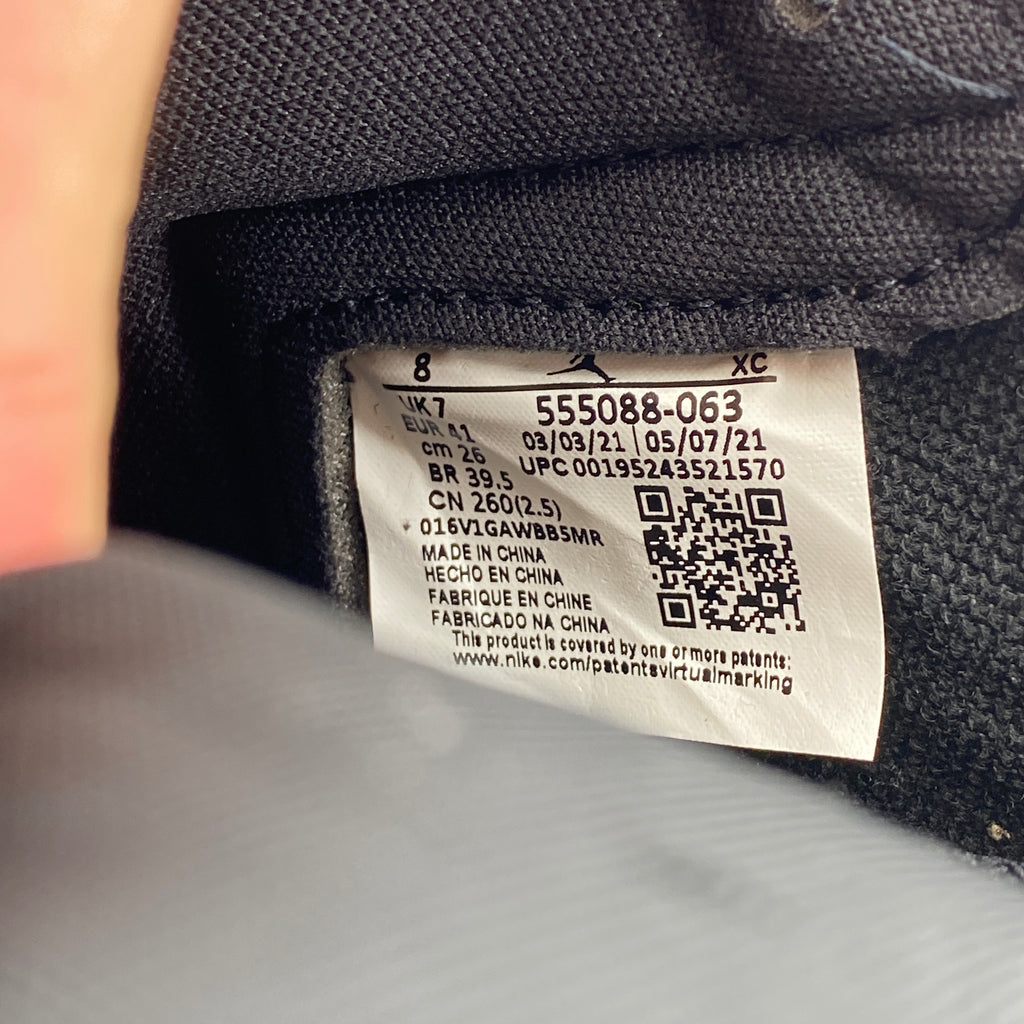 8 XC
UK 7
EUR 41
cm 26
BR 39.5
CN 260(2.5)
016V1GAWBB5MR
555088-063
03/03/21 05/07/21
UPC 00195243521570
MADE IN CHINA
HECHO EN CHINA
FABRIQUE EN CHINE
FABRICADO NA CHINA
This product is covered by one or more patents:
www.nike.com/patentsvirtualmarking